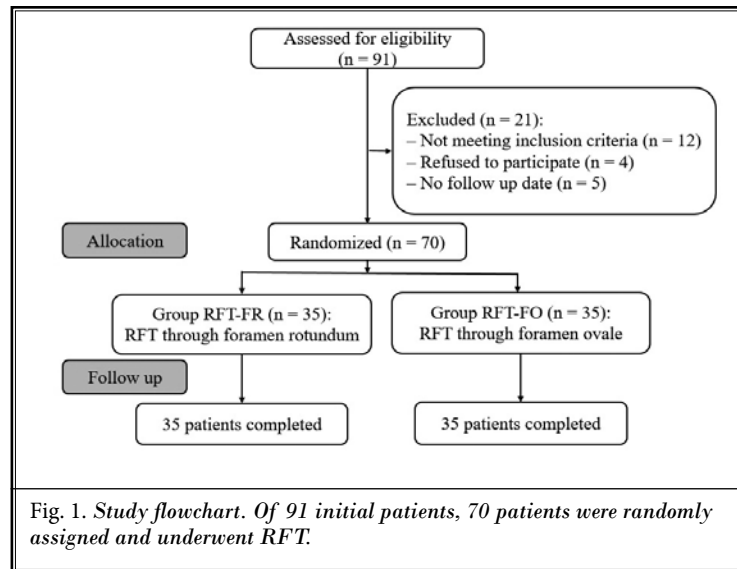 Assessed for eligibility
(n = 91)
Excluded (n = 21):
– Not meeting inclusion criteria (n = 12)
– Refused to participate (n = 4)
– No follow up date (n = 5)
Allocation
Randomized (n = 70)
Group RFT-FR (n = 35):
RFT through foramen rotundum
Group RFT-FO (n = 35):
RFT through foramen ovale
Follow up
35 patients completed
35 patients completed
Fig. 1. Study flowchart. Of 91 initial patients, 70 patients were randomly
assigned and underwent RFT.